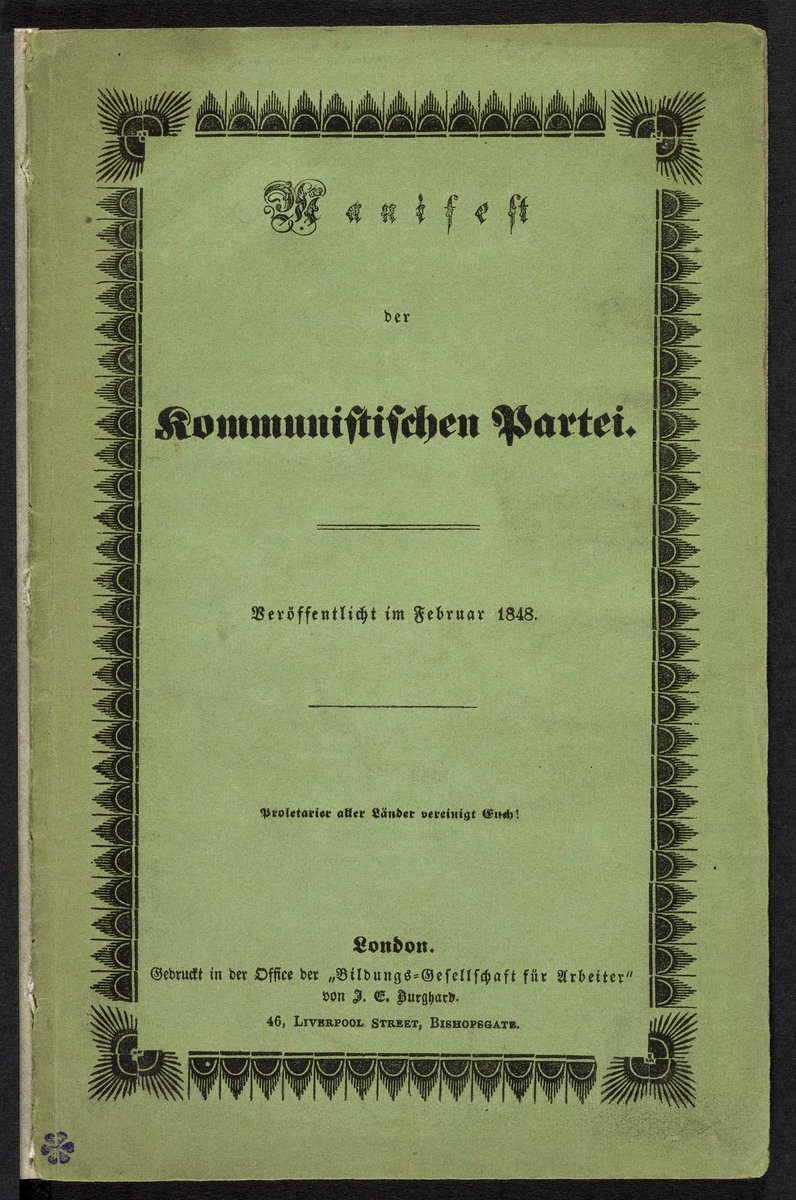 Manifest
der
Kommunistischen Partei.
Veröffentlicht im Februar 1848.
Proletarier aller Länder vereinigt Euch!
London.
Gedruckt in der Office der „Bildungs=Gesellschaft für Arbeiter"
von J. E. Burghard.
46, LIVERPOOL STREET, BISHOPSGATE.